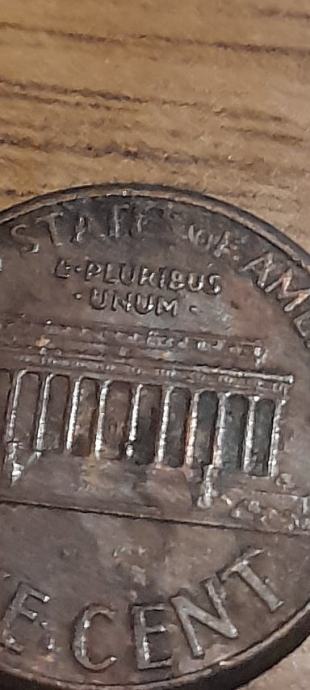 STATES OF AME
E·PLURIBUS
·UNUM·
E CENT